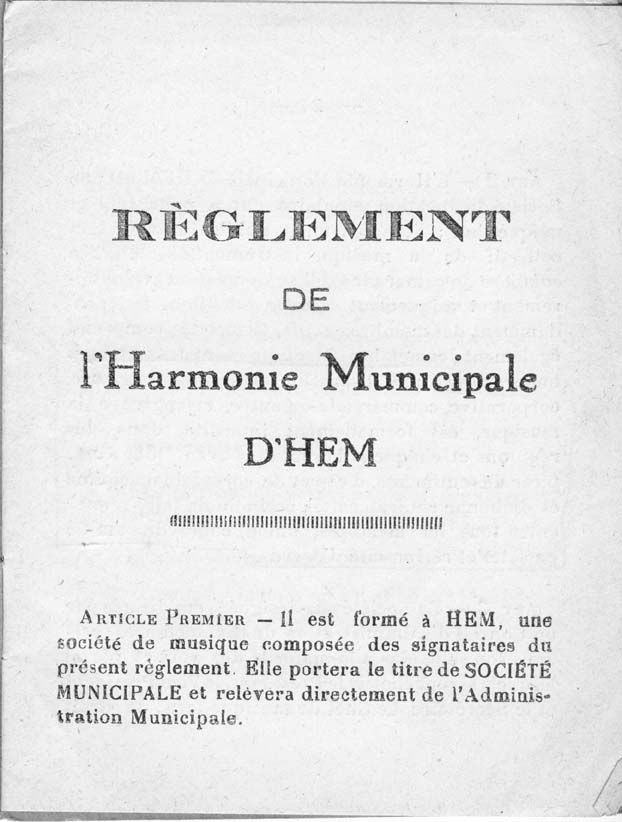 RÈGLEMENT
DE
l'Harmonie Municipale
D'HEM
ARTICLE PREMIER — Il est formé à HEM, une
société de musique composée des signataires du
présent règlement. Elle portera le titre de SOCIÉTÉ
MUNICIPALE et relèvera directement de l'Adminis-
tration Municipale.